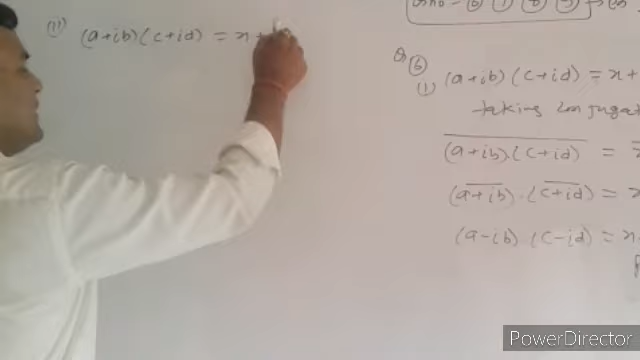 (ii) (a+ib)(c+id) = x+
Q ⑥
(i) (a+ib)(c+id) = x+
taking conjugat
(a+ib).(c+id) =
(a+ib).(c+id) = x
(a-ib)(c-id) = x
PowerDirector